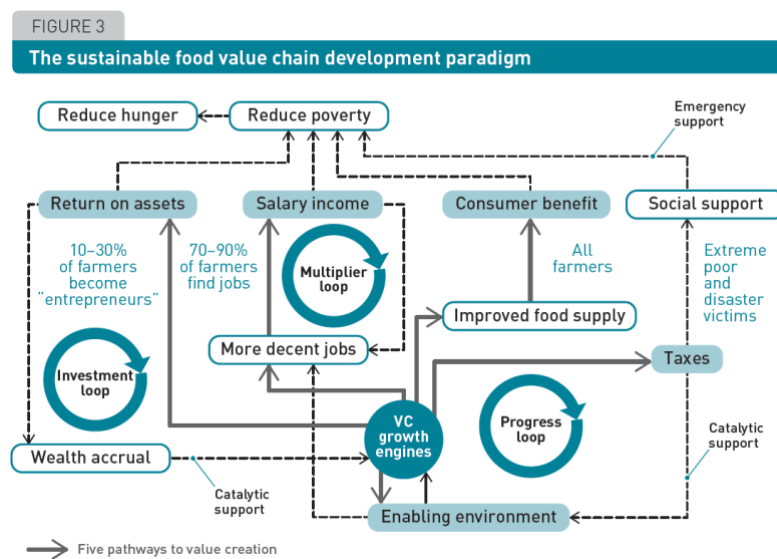 FIGURE 3
The sustainable food value chain development paradigm
Reduce hunger
Reduce poverty
Emergency
support
Return on assets
Salary income
Consumer benefit
Social support
10–30%
of farmers
become
"entrepreneurs"
70–90%
of farmers
find jobs
Multiplier
loop
All
farmers
Extreme
poor
and
disaster
victims
Improved food supply
More decent jobs
Taxes
Investment
loop
VC
growth
engines
Progress
loop
Catalytic
support
Wealth accrual
Catalytic
support
Enabling environment
Five pathways to value creation